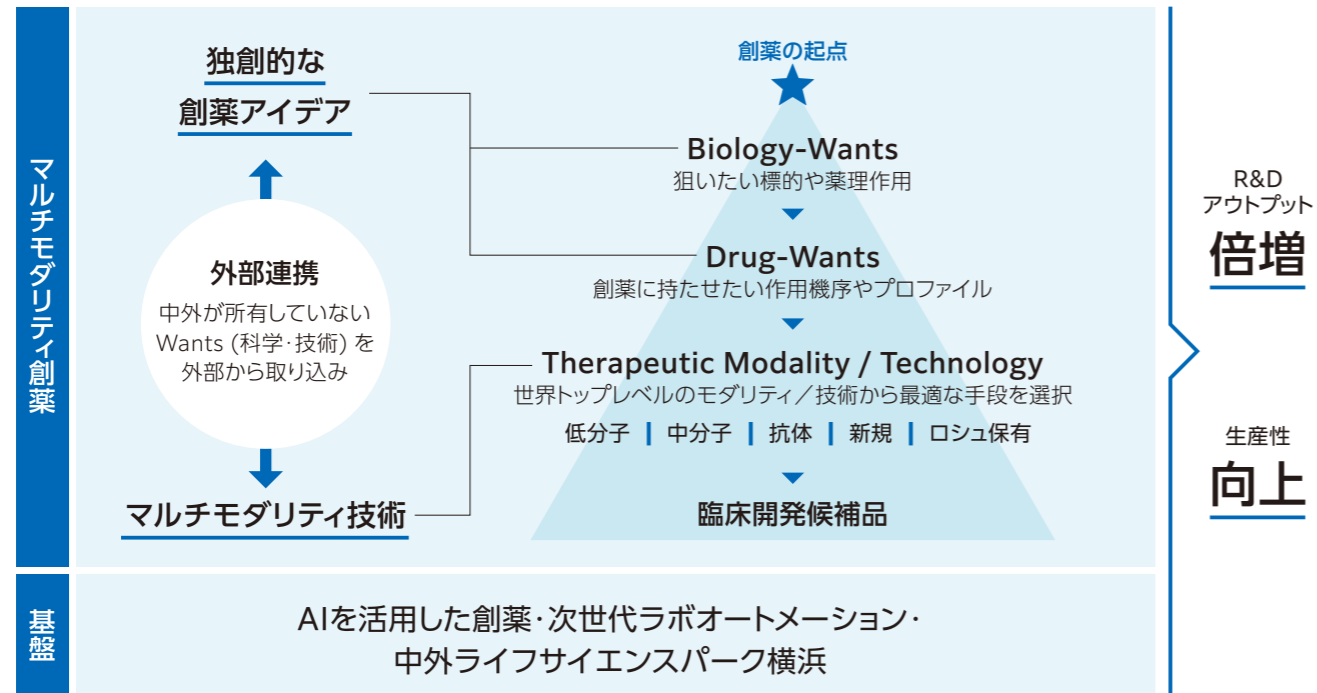 マルチモダリティ創薬
独創的な
創薬アイデア
外部連携
中外が所有していない
Wants (科学・技術) を
外部から取り込み
マルチモダリティ技術
創薬の起点
Biology-Wants
狙いたい標的や薬理作用
Drug-Wants
創薬に持たせたい作用機序やプロファイル
Therapeutic Modality / Technology
世界トップレベルのモダリティ／技術から最適な手段を選択
低分子 | 中分子 | 抗体 | 新規 | ロシュ保有
臨床開発候補品
基盤
AIを活用した創薬・次世代ラボオートメーション・
中外ライフサイエンスパーク横浜
R&D
アウトプット
倍増
生産性
向上